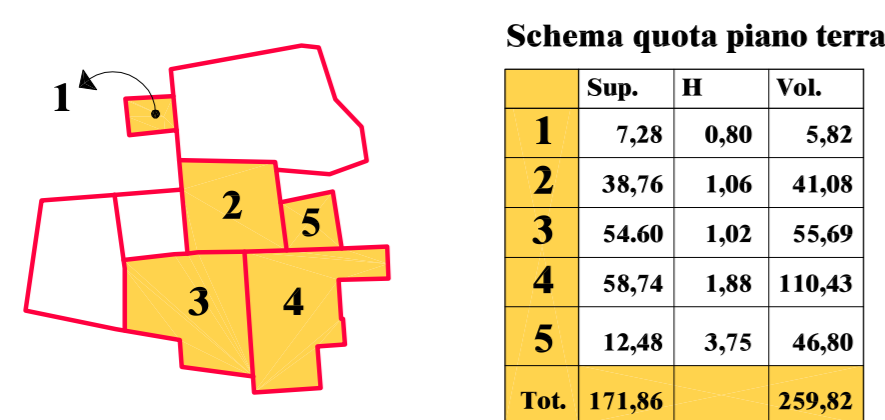 Schema quota piano terra
1
2
5
3
4
Sup. H Vol.
1 7,28 0,80 5,82
2 38,76 1,06 41,08
3 54.60 1,02 55,69
4 58,74 1,88 110,43
5 12,48 3,75 46,80
Tot. 171,86 259,82